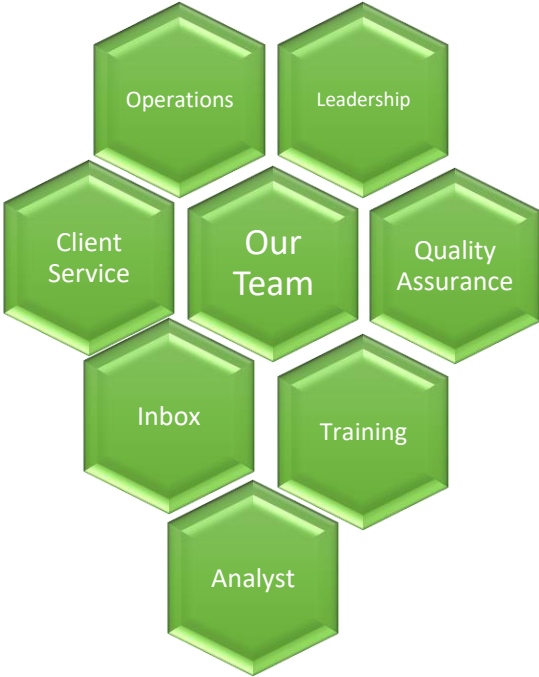 Operations
Leadership
Client
Service
Our
Team
Quality
Assurance
Inbox
Training
Analyst